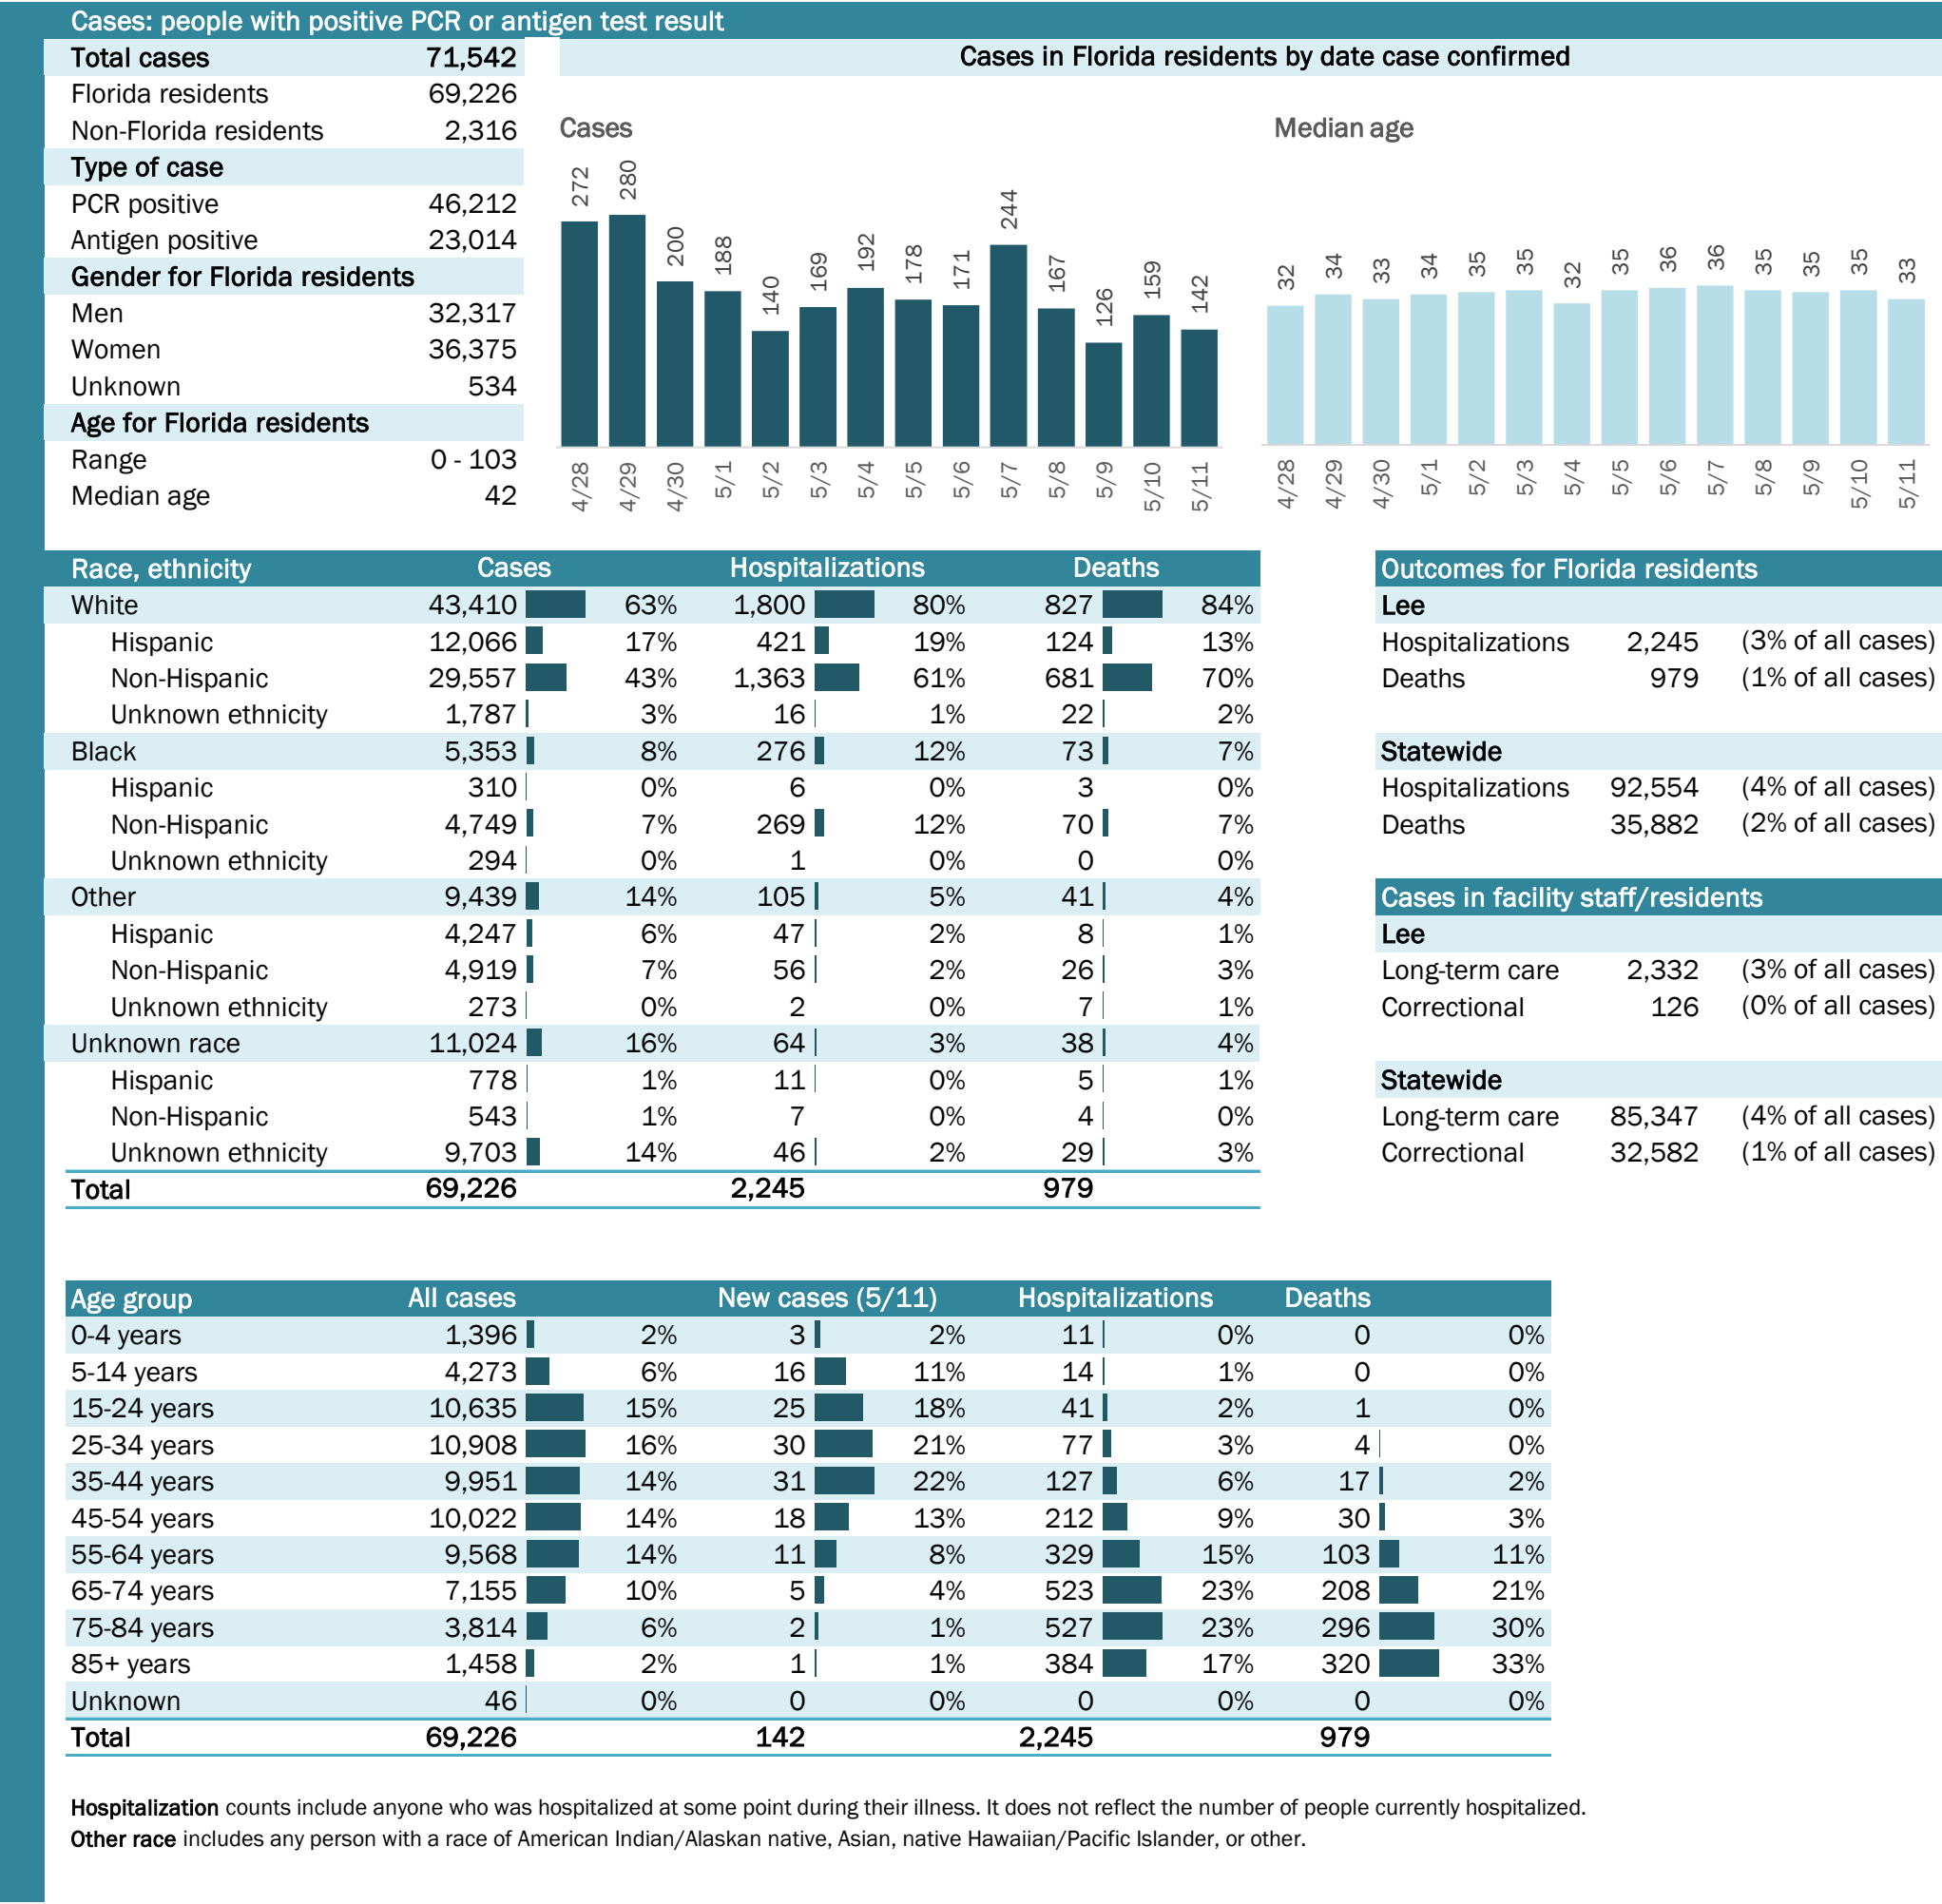 Cases: people with positive PCR or antigen test result
Total cases 71,542
Florida residents 69,226
Non-Florida residents 2,316
Type of case
PCR positive 46,212
Antigen positive 23,014
Gender for Florida residents
Men 32,317
Women 36,375
Unknown 534
Age for Florida residents
Range 0 - 103
Median age 42
Cases in Florida residents by date case confirmed
Cases
272 280 200 188 140 169 192 178 171 244 167 126 159 142
4/28 4/29 4/30 5/1 5/2 5/3 5/4 5/5 5/6 5/7 5/8 5/9 5/10 5/11
Median age
32 34 33 34 35 35 32 35 36 36 35 35 35 33
4/28 4/29 4/30 5/1 5/2 5/3 5/4 5/5 5/6 5/7 5/8 5/9 5/10 5/11
Race, ethnicity Cases Hospitalizations Deaths
White 43,410 63% 1,800 80% 827 84%
Hispanic 12,066 17% 421 19% 124 13%
Non-Hispanic 29,557 43% 1,363 61% 681 70%
Unknown ethnicity 1,787 3% 16 1% 22 2%
Black 5,353 8% 276 12% 73 7%
Hispanic 310 0% 6 0% 3 0%
Non-Hispanic 4,749 7% 269 12% 70 7%
Unknown ethnicity 294 0% 1 0% 0 0%
Other 9,439 14% 105 5% 41 4%
Hispanic 4,247 6% 47 2% 8 1%
Non-Hispanic 4,919 7% 56 2% 26 3%
Unknown ethnicity 273 0% 2 0% 7 1%
Unknown race 11,024 16% 64 3% 38 4%
Hispanic 778 1% 11 0% 5 1%
Non-Hispanic 543 1% 7 0% 4 0%
Unknown ethnicity 9,703 14% 46 2% 29 3%
Total 69,226 2,245 979
Outcomes for Florida residents
Lee
Hospitalizations 2,245 (3% of all cases)
Deaths 979 (1% of all cases)
Statewide
Hospitalizations 92,554 (4% of all cases)
Deaths 35,882 (2% of all cases)
Cases in facility staff/residents
Lee
Long-term care 2,332 (3% of all cases)
Correctional 126 (0% of all cases)
Statewide
Long-term care 85,347 (4% of all cases)
Correctional 32,582 (1% of all cases)
Age group All cases New cases (5/11) Hospitalizations Deaths
0-4 years 1,396 2% 3 2% 11 0% 0 0%
5-14 years 4,273 6% 16 11% 14 1% 0 0%
15-24 years 10,635 15% 25 18% 41 2% 1 0%
25-34 years 10,908 16% 30 21% 77 3% 4 0%
35-44 years 9,951 14% 31 22% 127 6% 17 2%
45-54 years 10,022 14% 18 13% 212 9% 30 3%
55-64 years 9,568 14% 11 8% 329 15% 103 11%
65-74 years 7,155 10% 5 4% 523 23% 208 21%
75-84 years 3,814 6% 2 1% 527 23% 296 30%
85+ years 1,458 2% 1 1% 384 17% 320 33%
Unknown 46 0% 0 0% 0 0% 0 0%
Total 69,226 142 2,245 979
Hospitalization counts include anyone who was hospitalized at some point during their illness. It does not reflect the number of people currently hospitalized.
Other race includes any person with a race of American Indian/Alaskan native, Asian, native Hawaiian/Pacific Islander, or other.